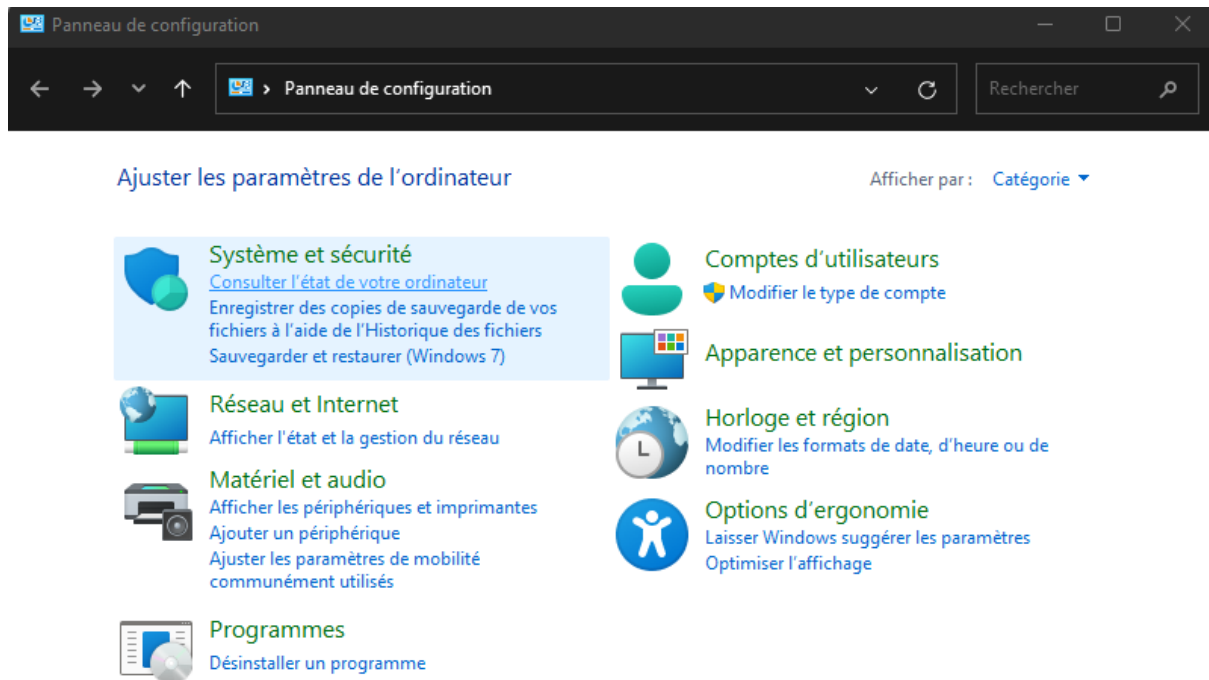 Panneau de configuration
Panneau de configuration
Rechercher
Ajuster les paramètres de l'ordinateur
Afficher par :
Catégorie
Système et sécurité
Consulter l'état de votre ordinateur
Enregistrer des copies de sauvegarde de vos
fichiers à l'aide de l'Historique des fichiers
Sauvegarder et restaurer (Windows 7)
Réseau et Internet
Afficher l'état et la gestion du réseau
Matériel et audio
Afficher les périphériques et imprimantes
Ajouter un périphérique
Ajuster les paramètres de mobilité
communément utilisés
Programmes
Désinstaller un programme
Comptes d'utilisateurs
Modifier le type de compte
Apparence et personnalisation
Horloge et région
Modifier les formats de date, d'heure ou de
nombre
Options d'ergonomie
Laisser Windows suggérer les paramètres
Optimiser l'affichage